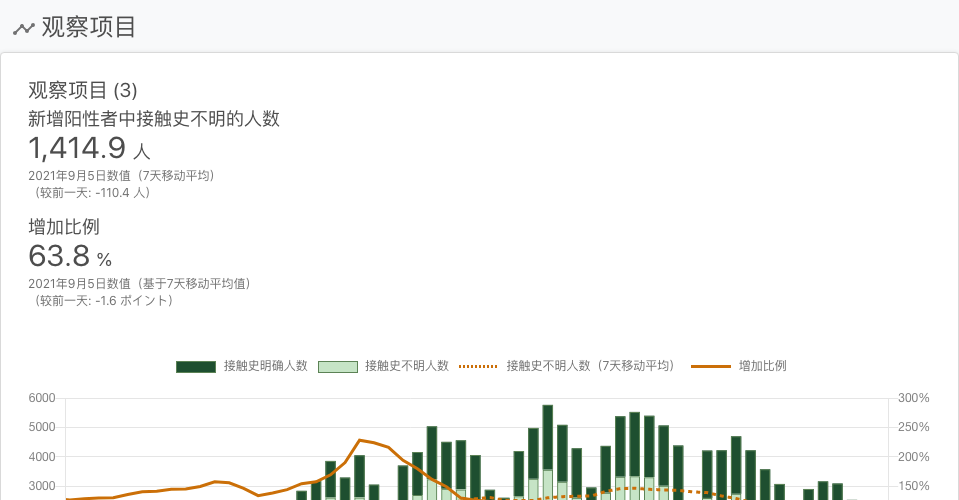 观察项目
观察项目 (3)
新增阳性者中接触史不明的人数
1,414.9 人
2021年9月5日数值（7天移动平均）
（较前一天: -110.4 人）
增加比例
63.8 %
2021年9月5日数值（基于7天移动平均值）
（较前一天: -1.6 ポイント）
接触史明确人数 接触史不明人数 接触史不明人数（7天移动平均） 增加比例
6000 300%
5000 250%
4000 200%
3000 150%